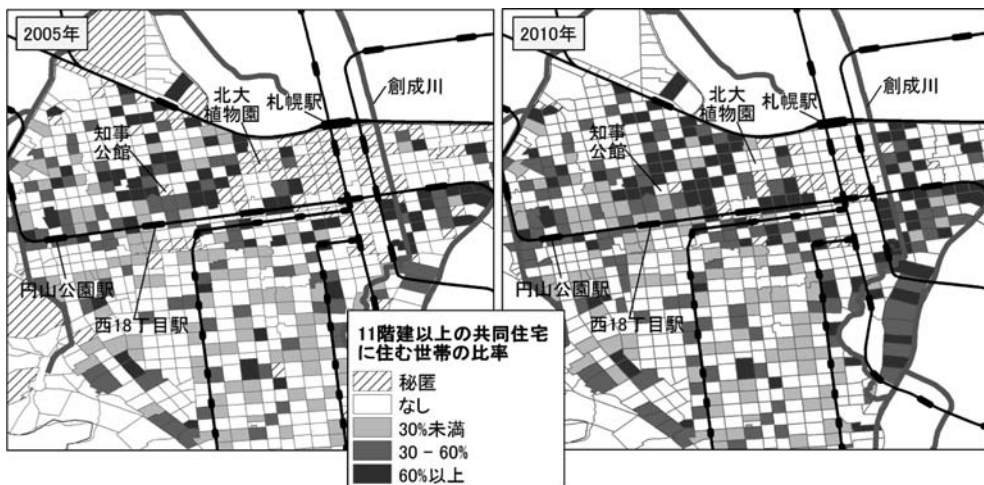 2005年
北大
植物園
札幌駅
創成川
知事
公館
円山公園駅
西18丁目駅
2010年
北大
植物園
札幌駅
創成川
知事
公館
円山公園駅
西18丁目駅
11階建以上の共同住宅
に住む世帯の比率
秘匿
なし
30%未満
30 - 60%
60%以上